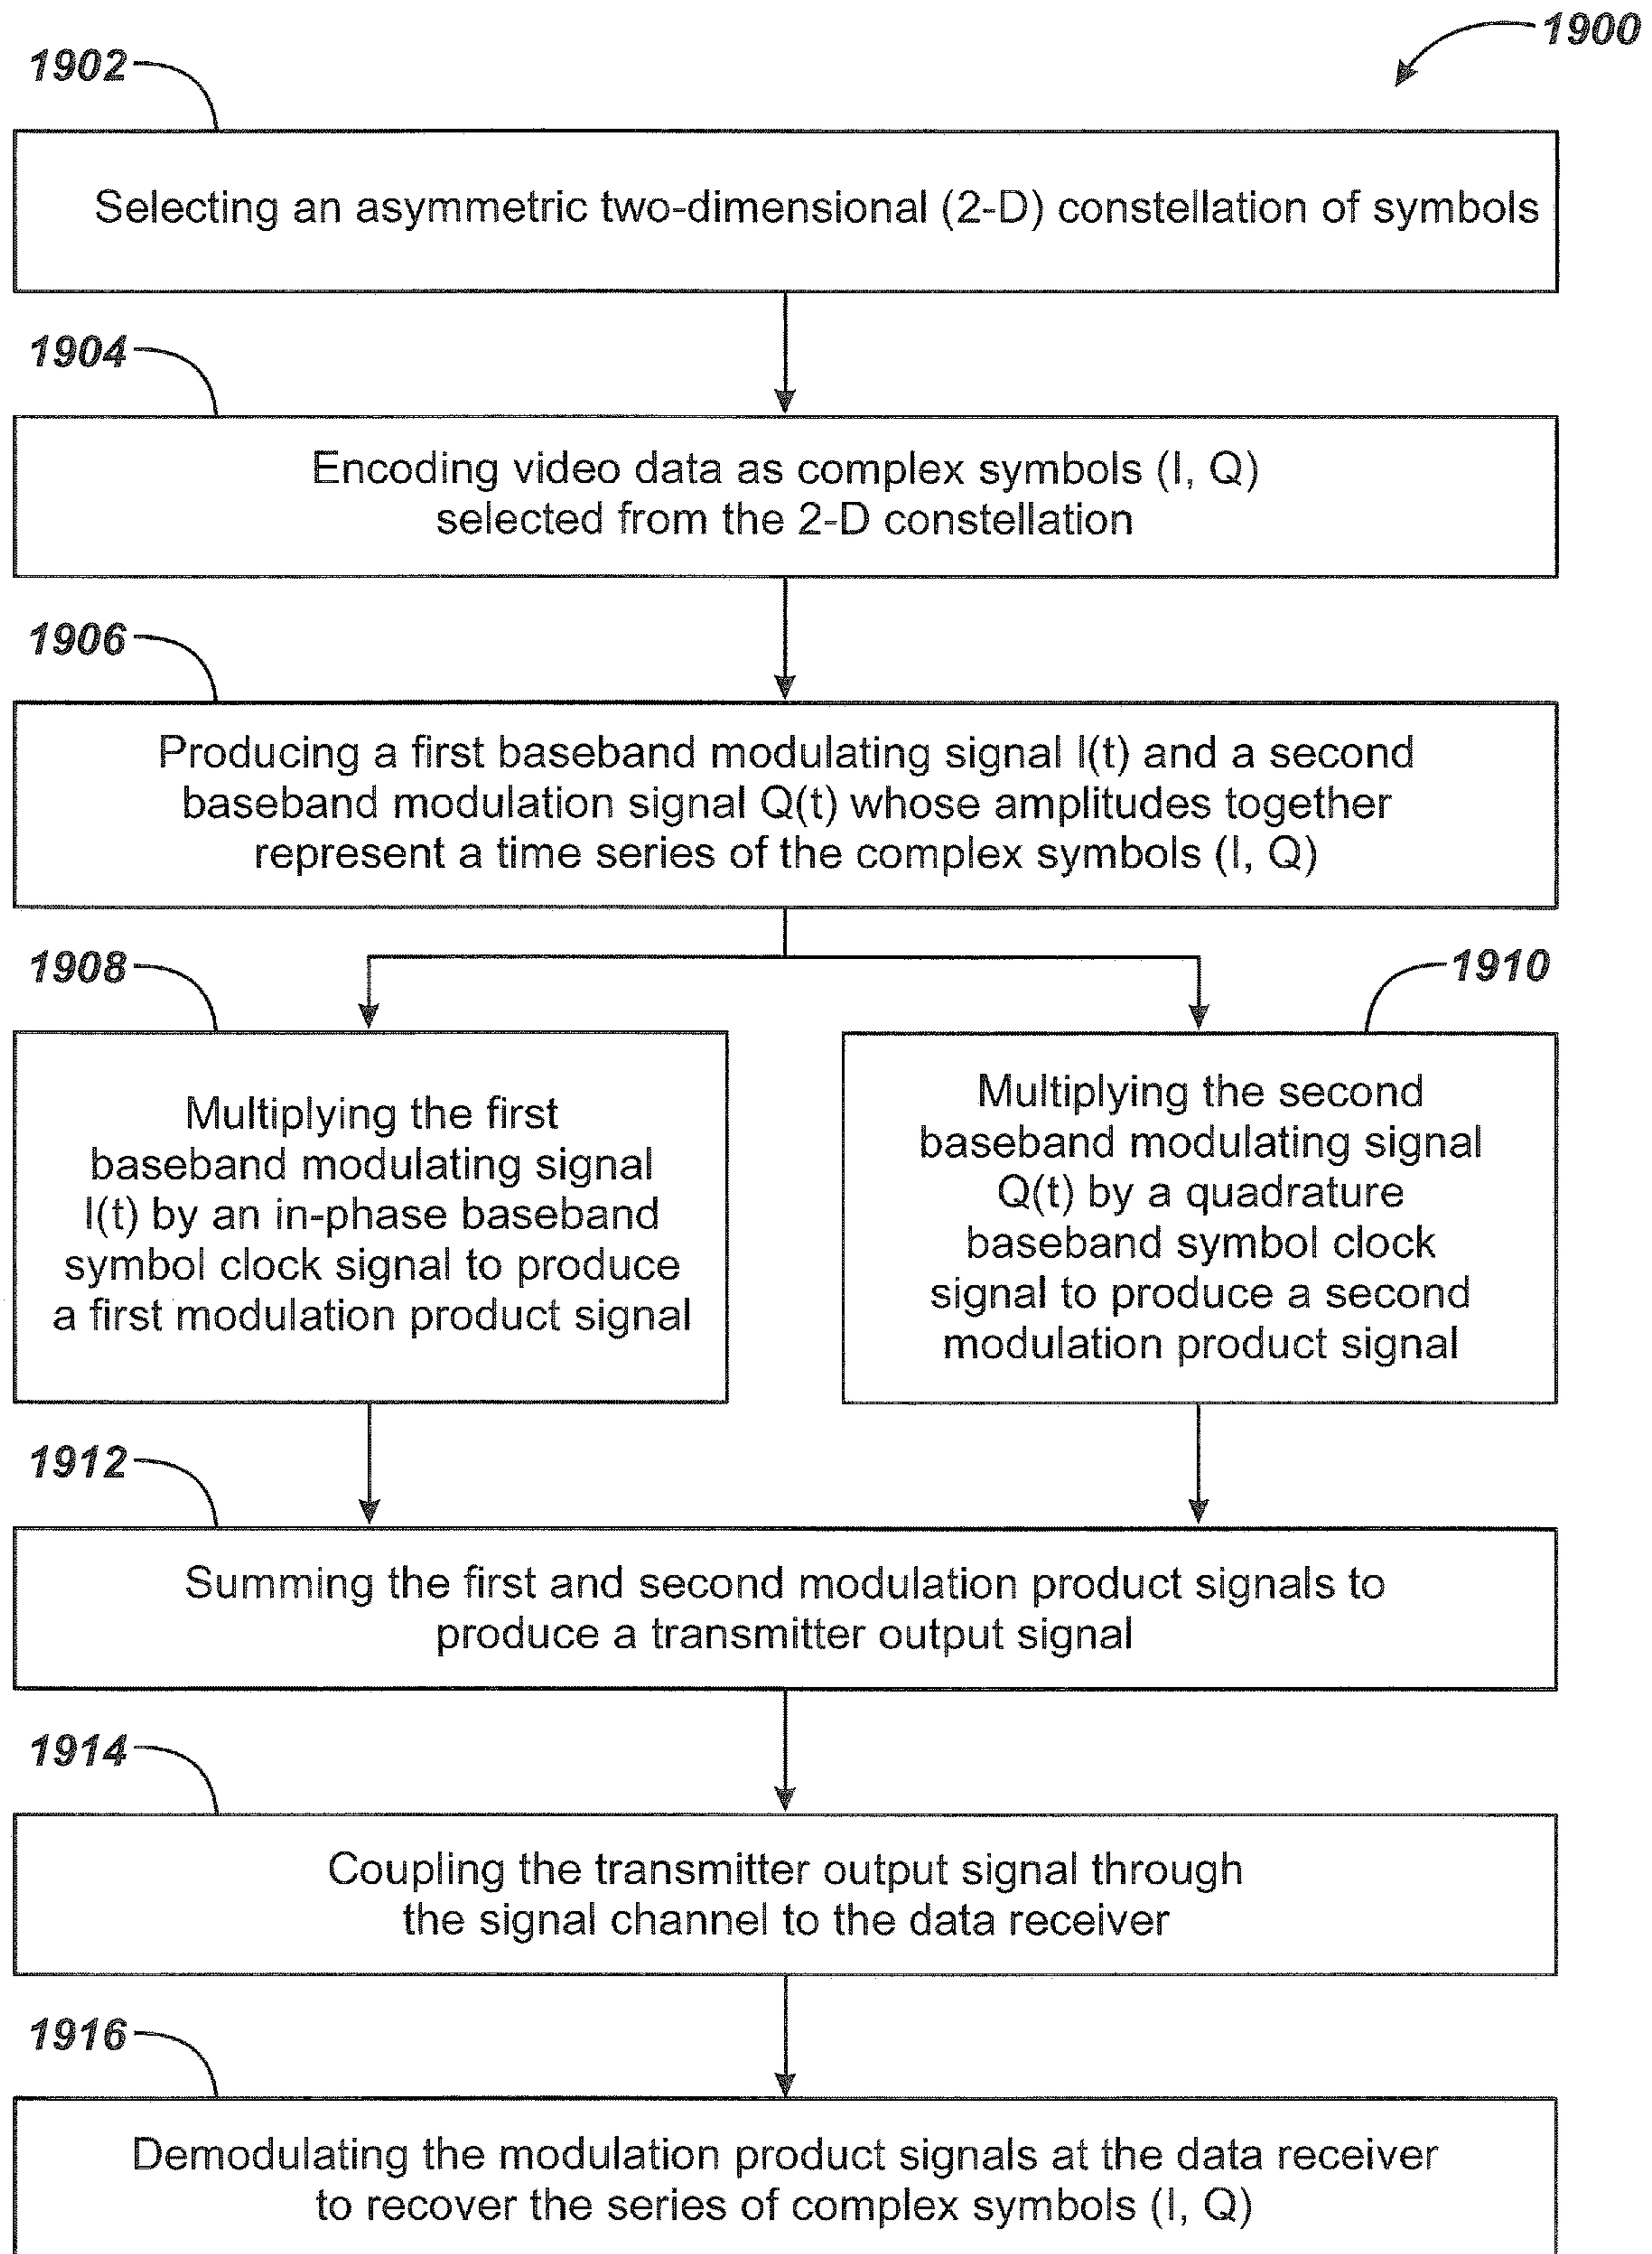 1900
1902
Selecting an asymmetric two-dimensional (2-D) constellation of symbols
1904
Encoding video data as complex symbols (I, Q)
selected from the 2-D constellation
1906
Producing a first baseband modulating signal I(t) and a second
baseband modulation signal Q(t) whose amplitudes together
represent a time series of the complex symbols (I, Q)
1908
Multiplying the first
baseband modulating signal
I(t) by an in-phase baseband
symbol clock signal to produce
a first modulation product signal
1910
Multiplying the second
baseband modulating signal
Q(t) by a quadrature
baseband symbol clock
signal to produce a second
modulation product signal
1912
Summing the first and second modulation product signals to
produce a transmitter output signal
1914
Coupling the transmitter output signal through
the signal channel to the data receiver
1916
Demodulating the modulation product signals at the data receiver
to recover the series of complex symbols (I, Q)